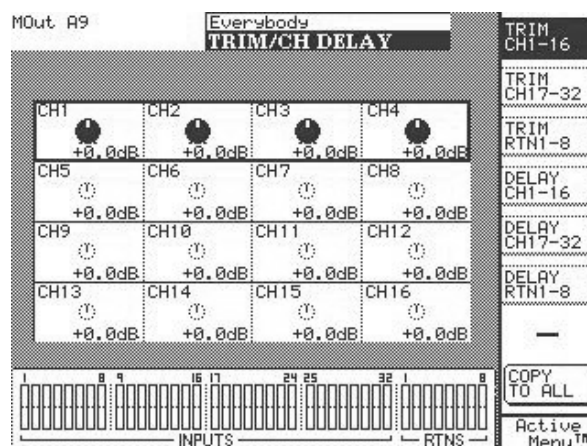 MOut A9
Everybody
TRIM/CH DELAY
CH1 CH2 CH3 CH4
+0.0dB +0.0dB +0.0dB +0.0dB
CH5 CH6 CH7 CH8
+0.0dB +0.0dB +0.0dB +0.0dB
CH9 CH10 CH11 CH12
+0.0dB +0.0dB +0.0dB +0.0dB
CH13 CH14 CH15 CH16
+0.0dB +0.0dB +0.0dB +0.0dB
1 8 9 16 17 24 25 32 1 8
INPUTS RTNS
TRIM
CH1-16
TRIM
CH17-32
TRIM
RTN1-8
DELAY
CH1-16
DELAY
CH17-32
DELAY
RTN1-8
—
COPY
TO ALL
Active
Menu